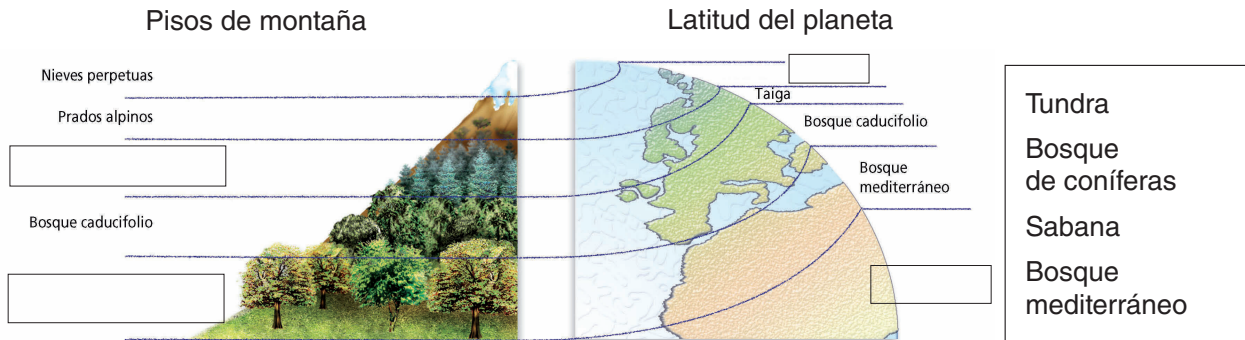 Pisos de montaña
Latitud del planeta
Nieves perpetuas
Prados alpinos
Bosque caducifolio
Taiga
Bosque caducifolio
Bosque
mediterráneo
Tundra
Bosque
de coníferas
Sabana
Bosque
mediterráneo